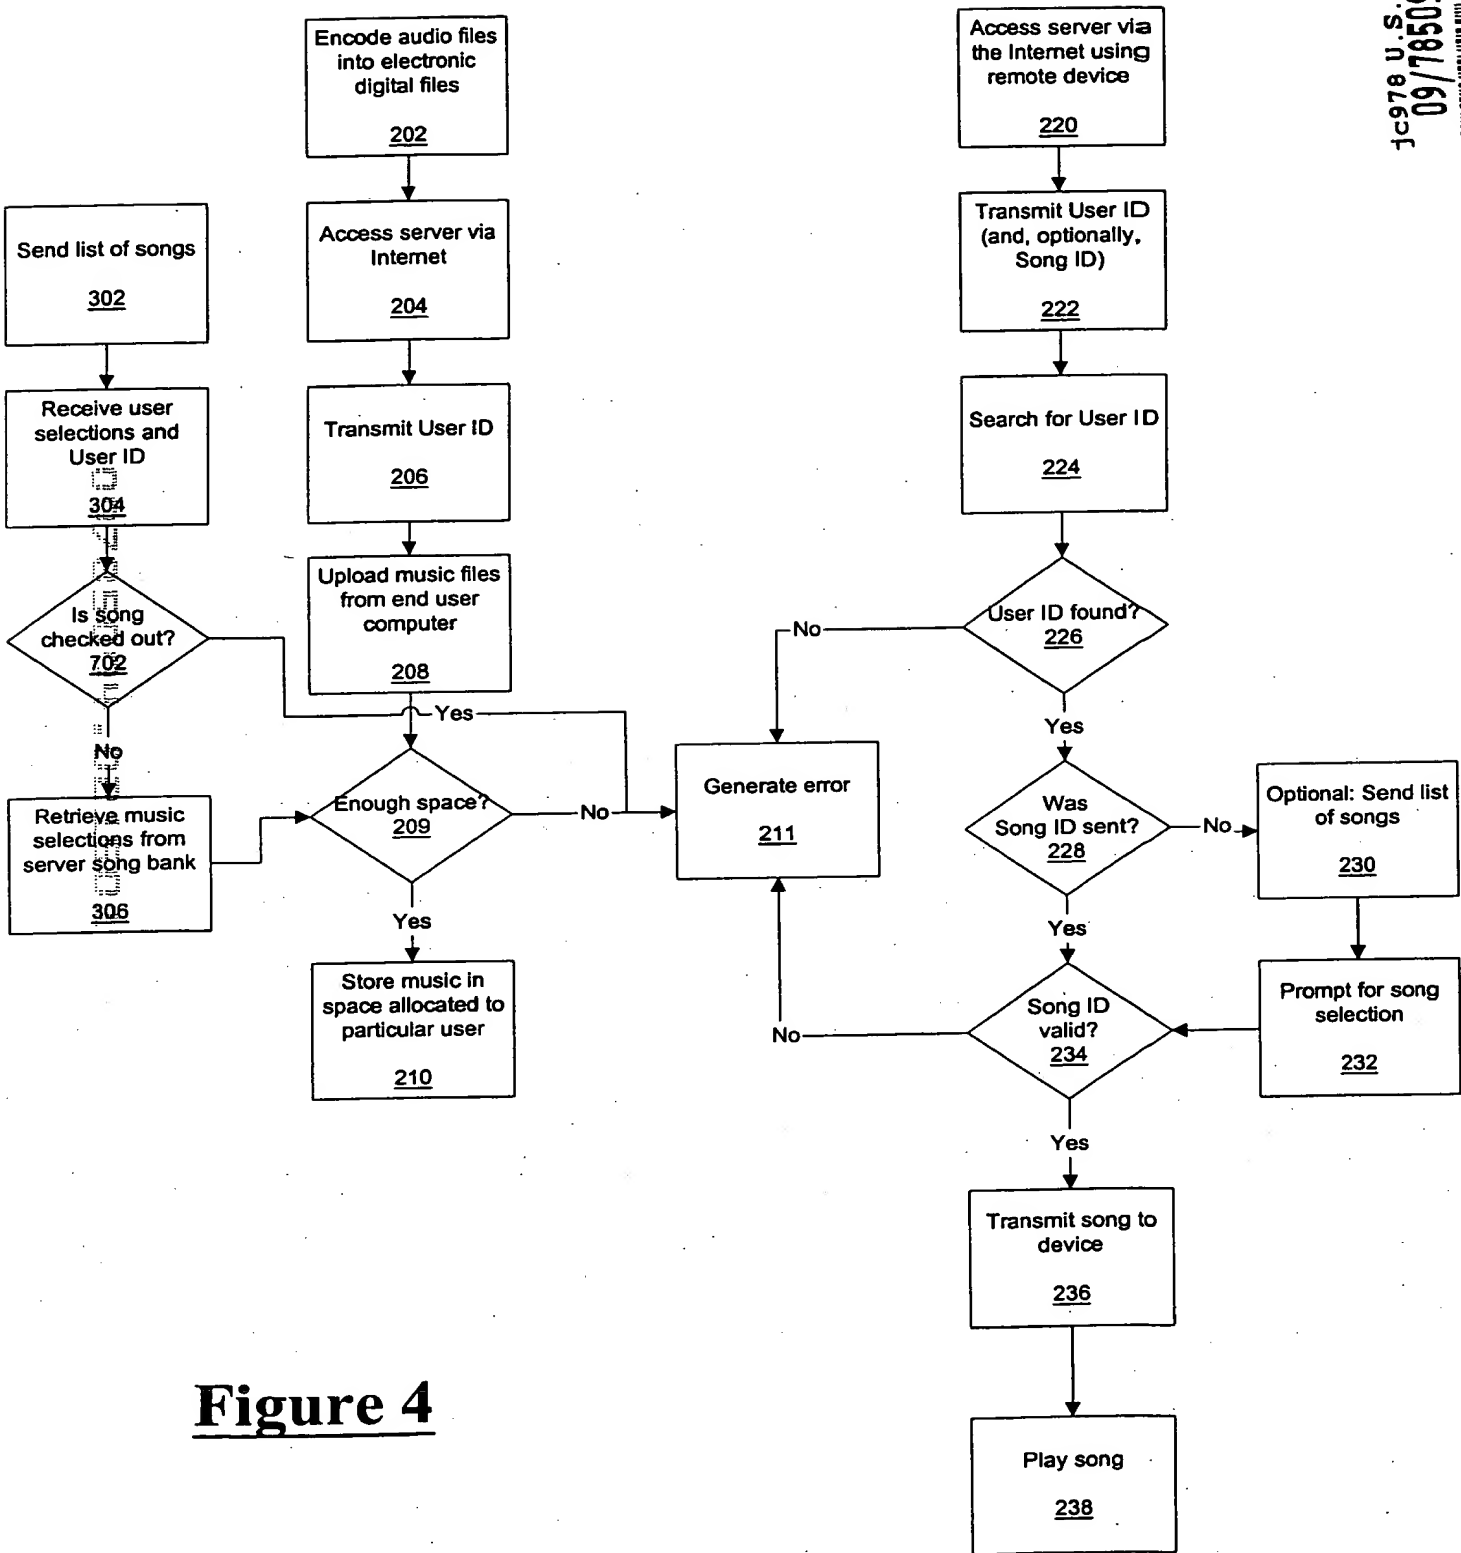 jc978 U.S.
Encode audio files
into electronic
digital files
202
Access server via
Internet
204
Transmit User ID
206
Upload music files
from end user
computer
208
Send list of songs
302
Receive user
selections and
User ID
304
Is song
checked out?
702
No
Yes
Retrieve music
selections from
server song bank
306
Enough space?
209
No
Yes
Store music in
space allocated to
particular user
210
Generate error
211
Access server via
the Internet using
remote device
220
Transmit User ID
(and, optionally,
Song ID)
222
Search for User ID
224
User ID found?
226
No
Yes
Was
Song ID sent?
228
No
Yes
Optional: Send list
of songs
230
Prompt for song
selection
232
Song ID
valid?
234
No
Yes
Transmit song to
device
236
Play song
238
Figure 4